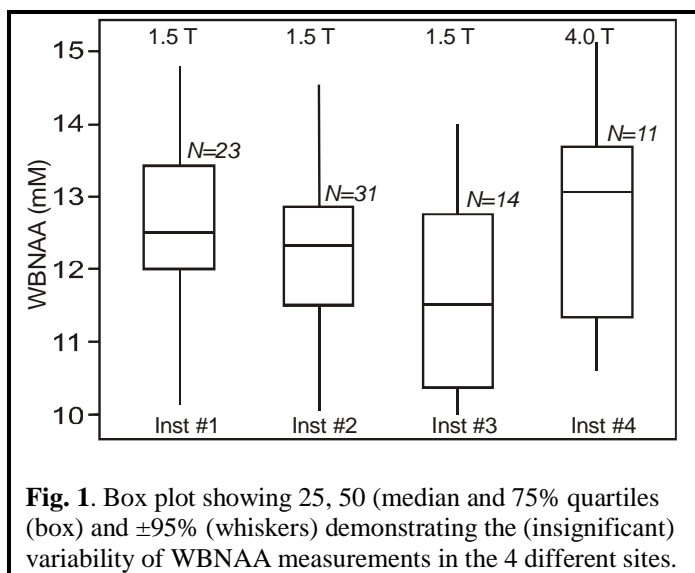 1.5 T 1.5 T 1.5 T 4.0 T
15
14
13
12
11
10
WBNAA (mM)
N=23
N=31
N=14
N=11
Inst #1 Inst #2 Inst #3 Inst #4
Fig. 1. Box plot showing 25, 50 (median and 75% quartiles
(box) and ±95% (whiskers) demonstrating the (insignificant)
variability of WBNAA measurements in the 4 different sites.